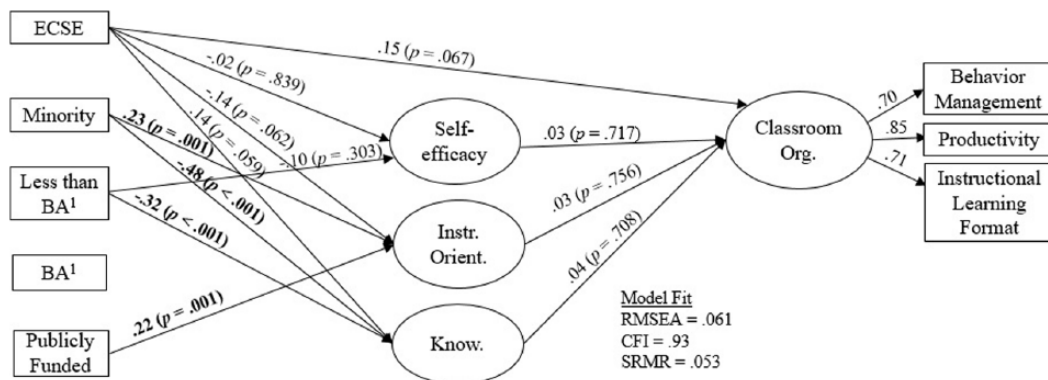 ECSE
Minority
Less than
BA¹
BA¹
Publicly
Funded
.15 (p = .067)
-.02 (p = .839)
-.14 (p = .062)
.14 (p = .059)
.23 (p = .001)
-.10 (p = .303)
-.48 (p < .001)
-.32 (p < .001)
.22 (p = .001)
Self-
efficacy
Instr.
Orient.
Know.
.03 (p = .717)
.03 (p = .756)
.04 (p = .708)
Classroom
Org.
.70
.85
.71
Behavior
Management
Productivity
Instructional
Learning
Format
Model Fit
RMSEA = .061
CFI = .93
SRMR = .053